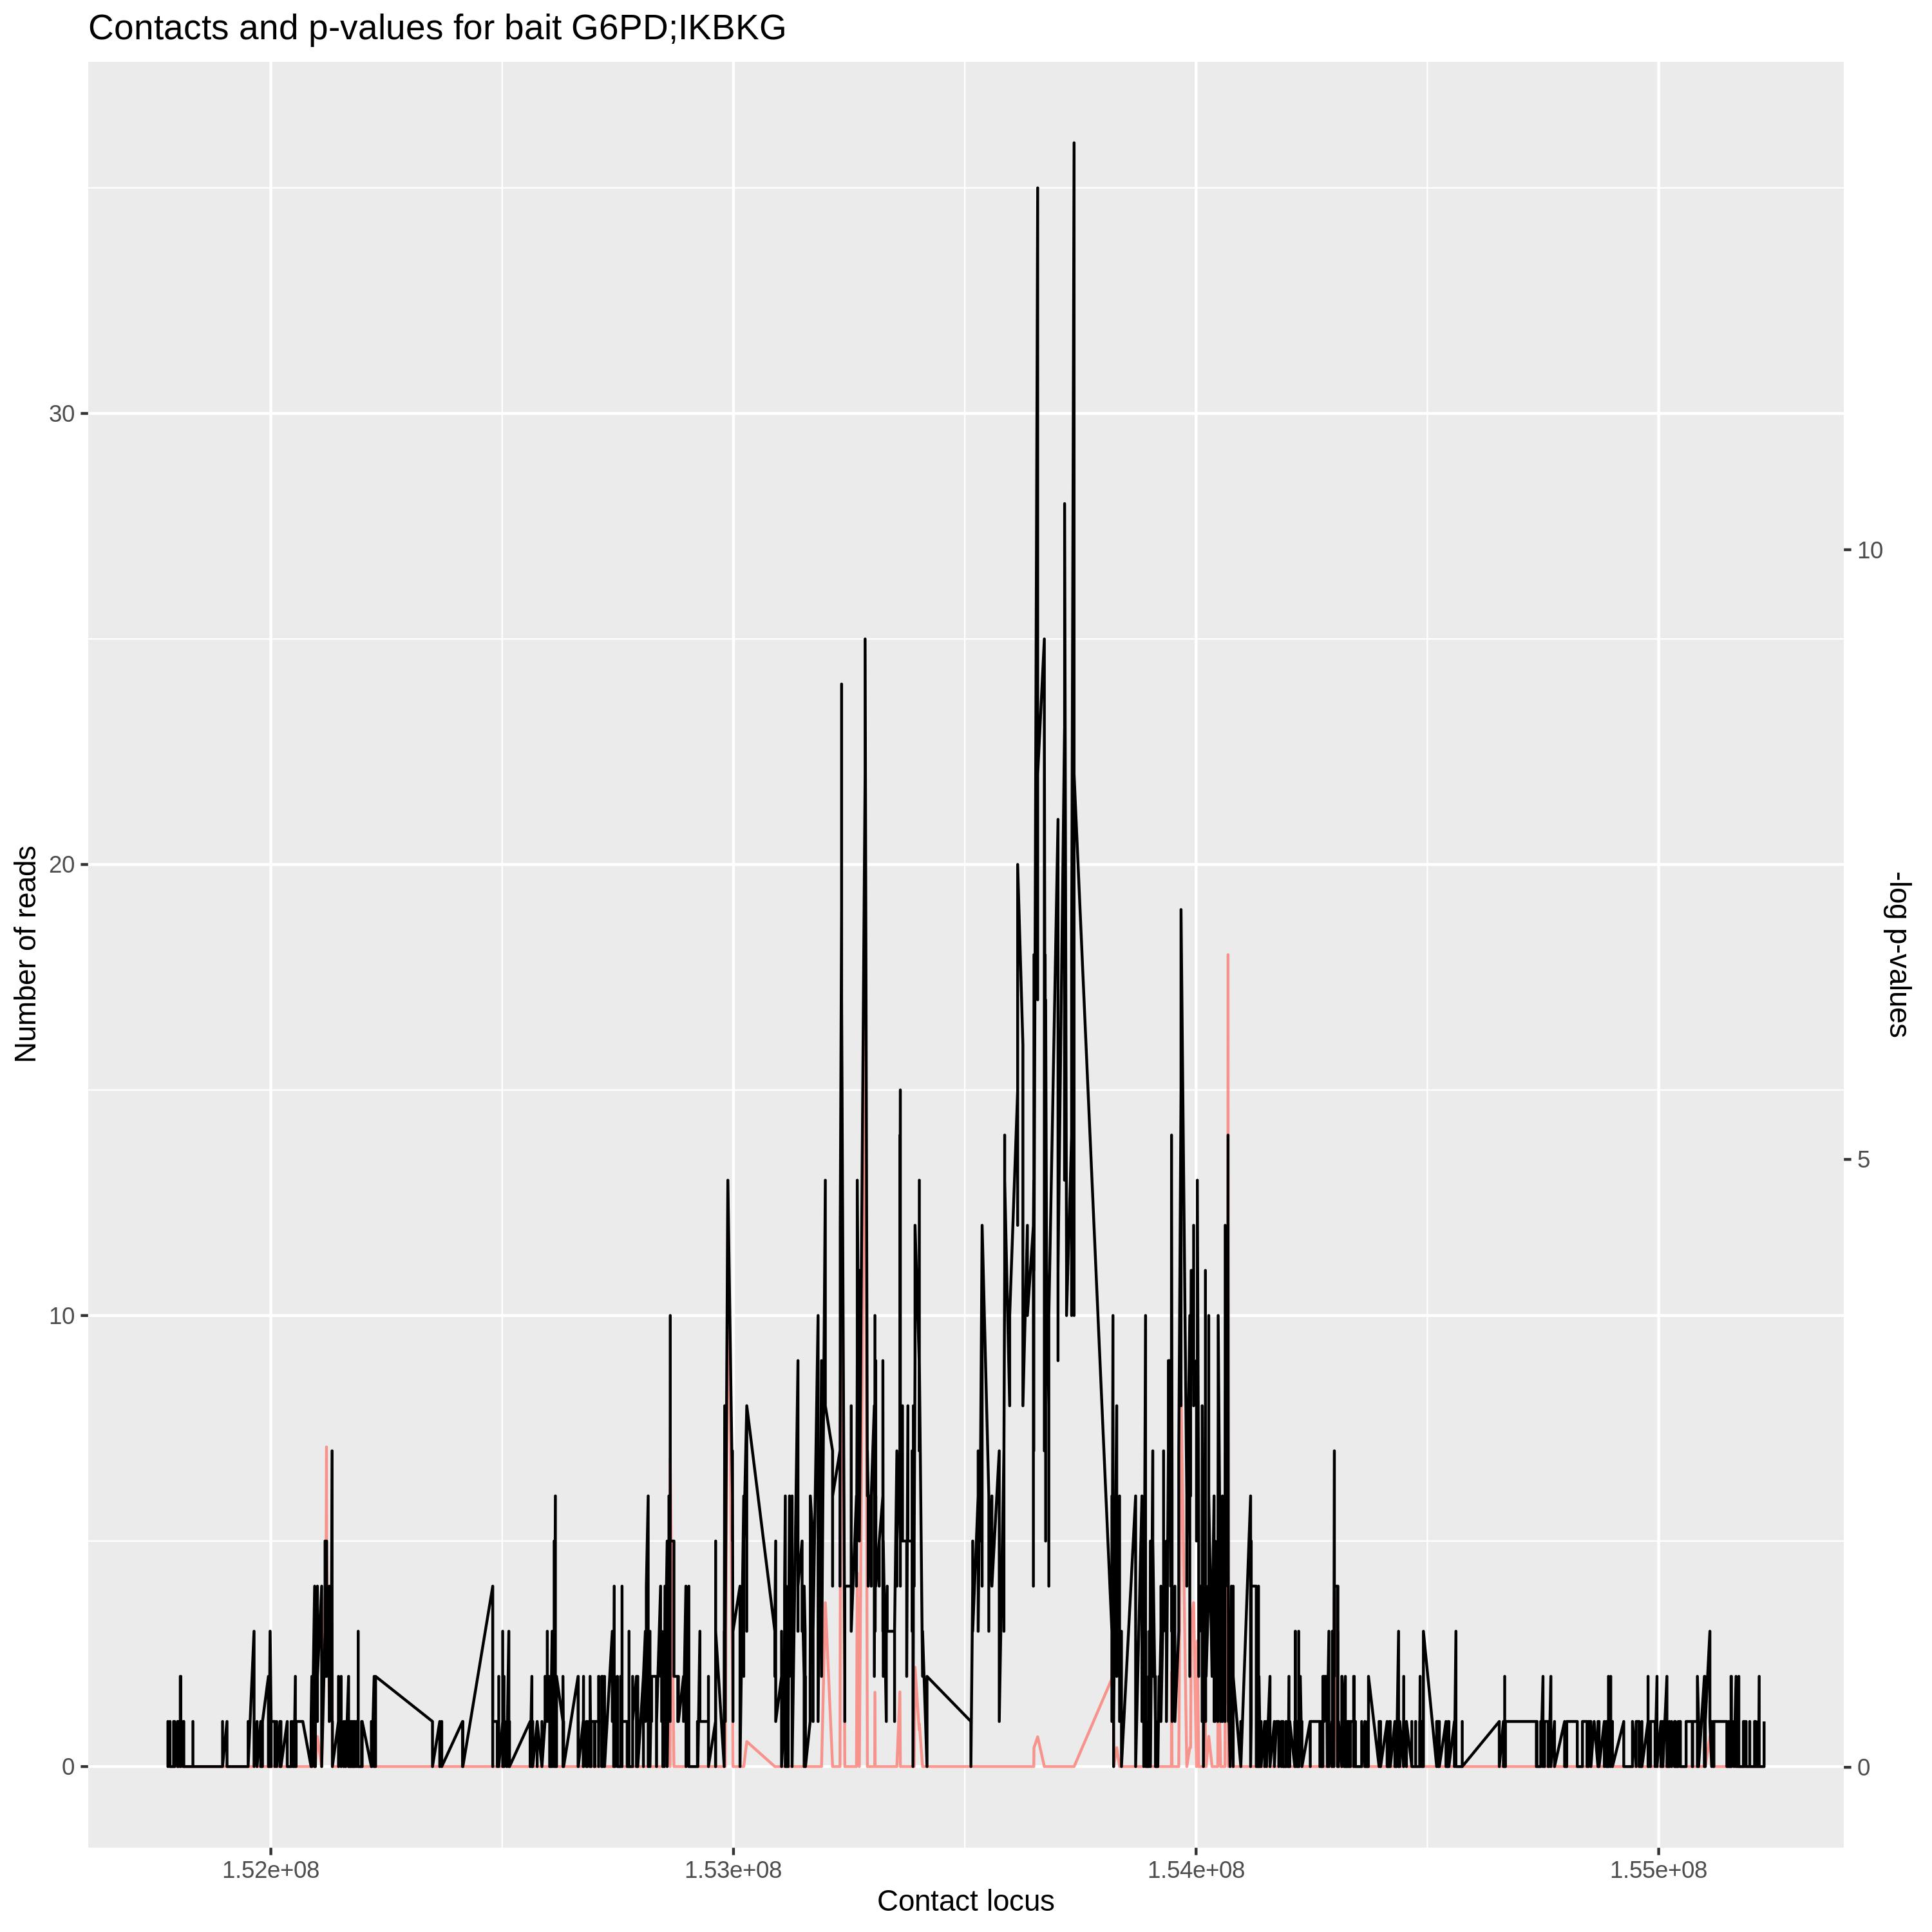 Contacts and p-values for bait G6PD;IKBKG
Number of reads
30
20
10
0
10
5
0
-log p-values
1.52e+08
1.53e+08
1.54e+08
1.55e+08
Contact locus